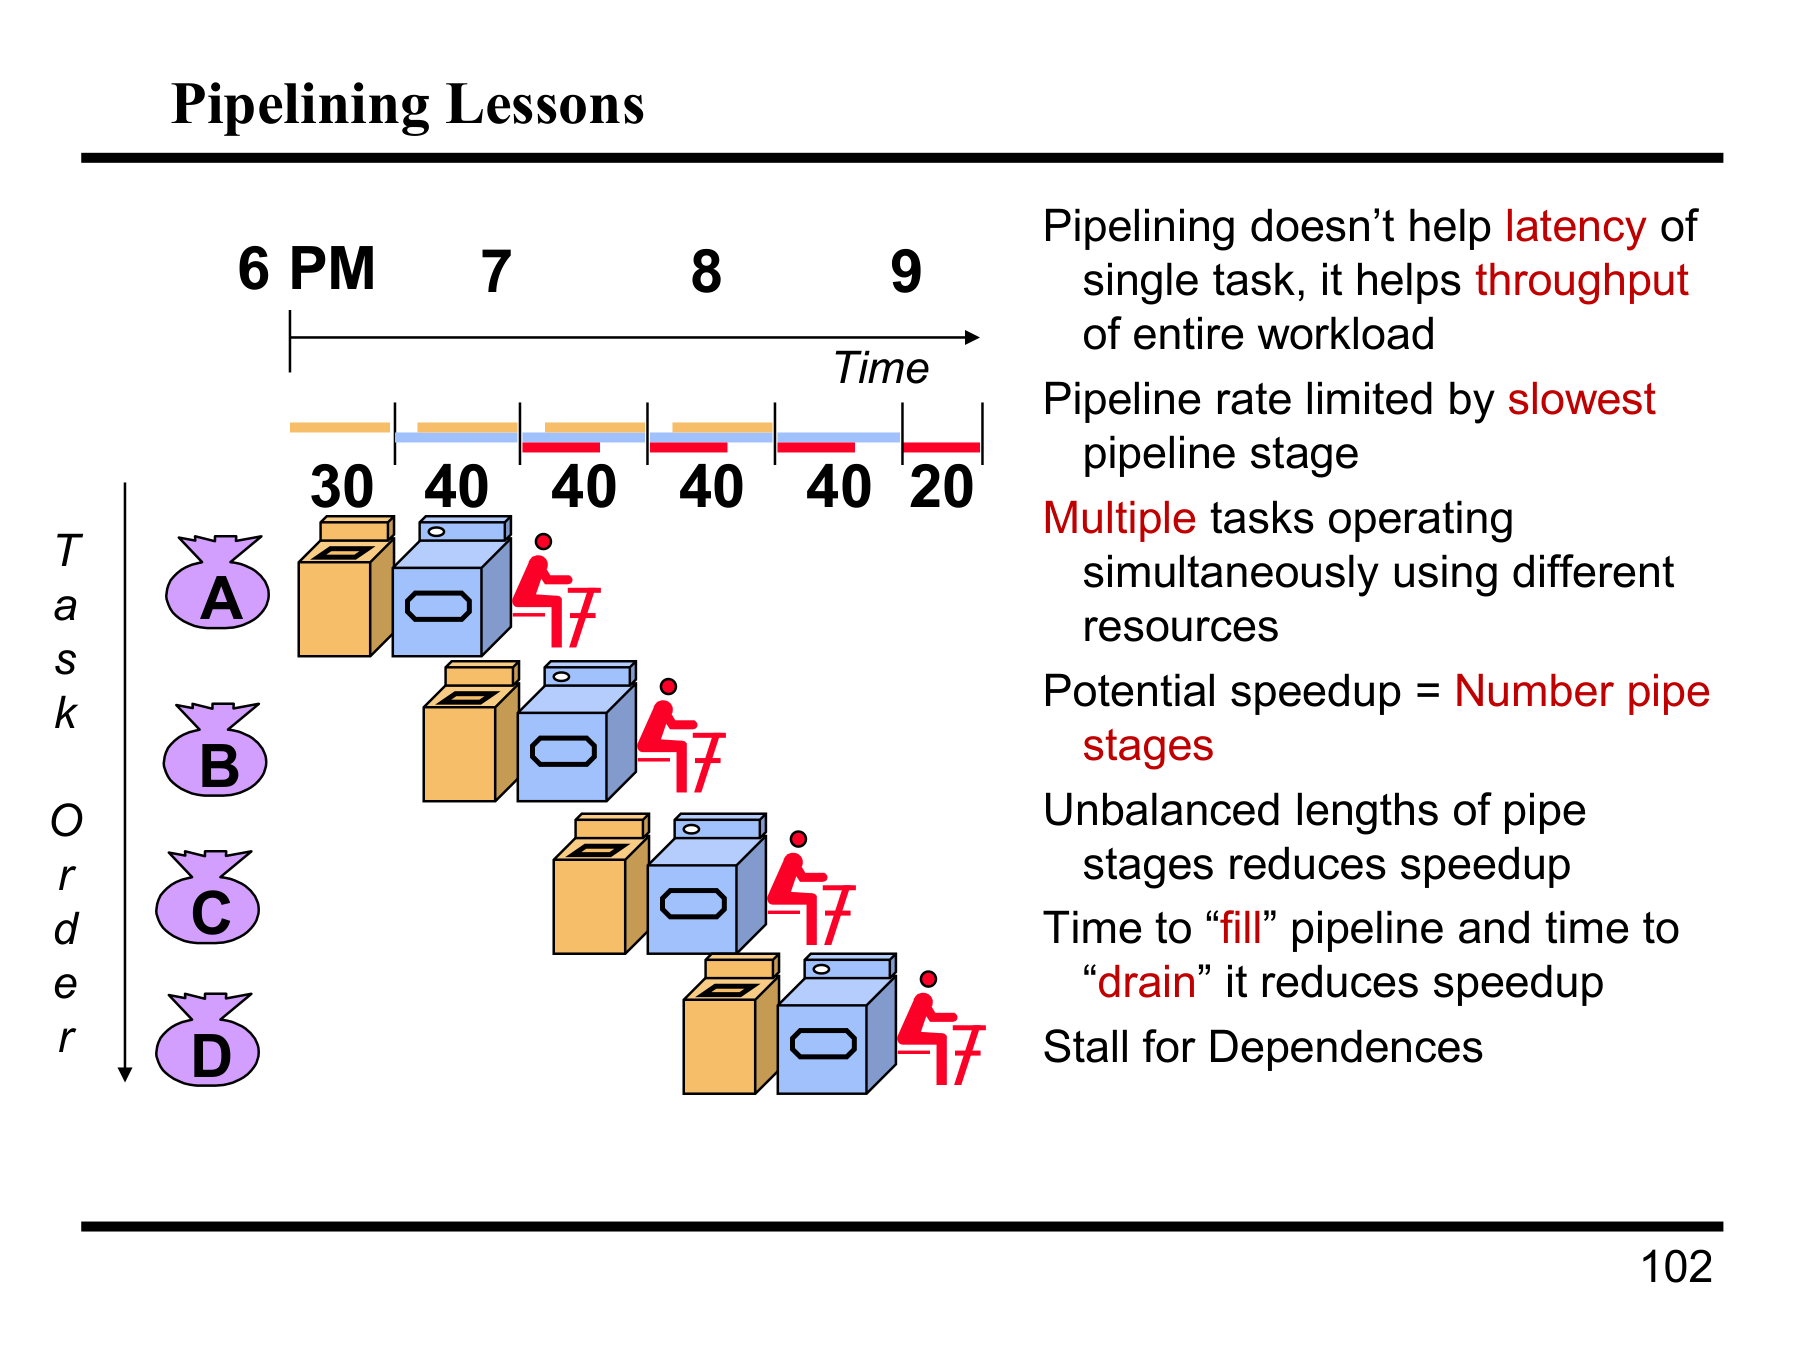 Pipelining Lessons
6 PM 7 8 9
Time
30 40 40 40 40 20
Task Order
A
B
C
D
Pipelining doesn’t help latency of
single task, it helps throughput
of entire workload
Pipeline rate limited by slowest
pipeline stage
Multiple tasks operating
simultaneously using different
resources
Potential speedup = Number pipe
stages
Unbalanced lengths of pipe
stages reduces speedup
Time to “fill” pipeline and time to
“drain” it reduces speedup
Stall for Dependences
102